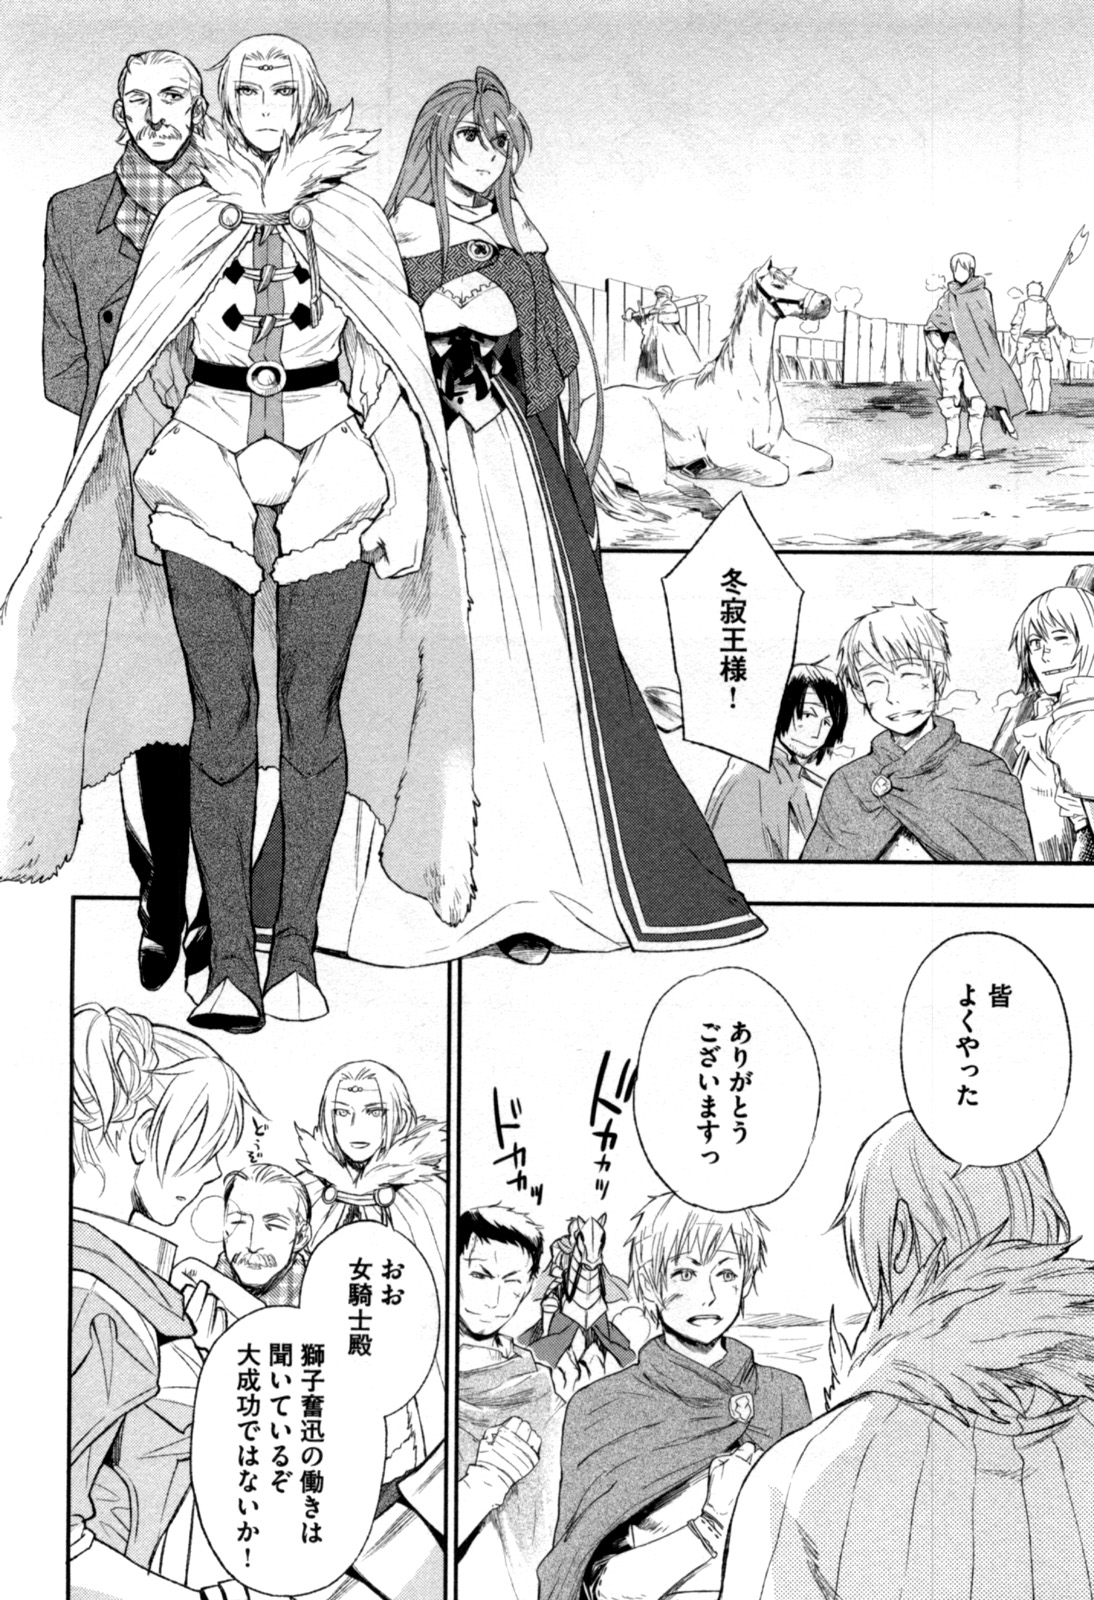 冬寂王様！
皆
よくやった
ありがとう
ございますっ
ドカカッ
ドカカッ
おお
女騎士殿
獅子奮迅の働きは
聞いているぞ
大成功ではないか！
どうぞ